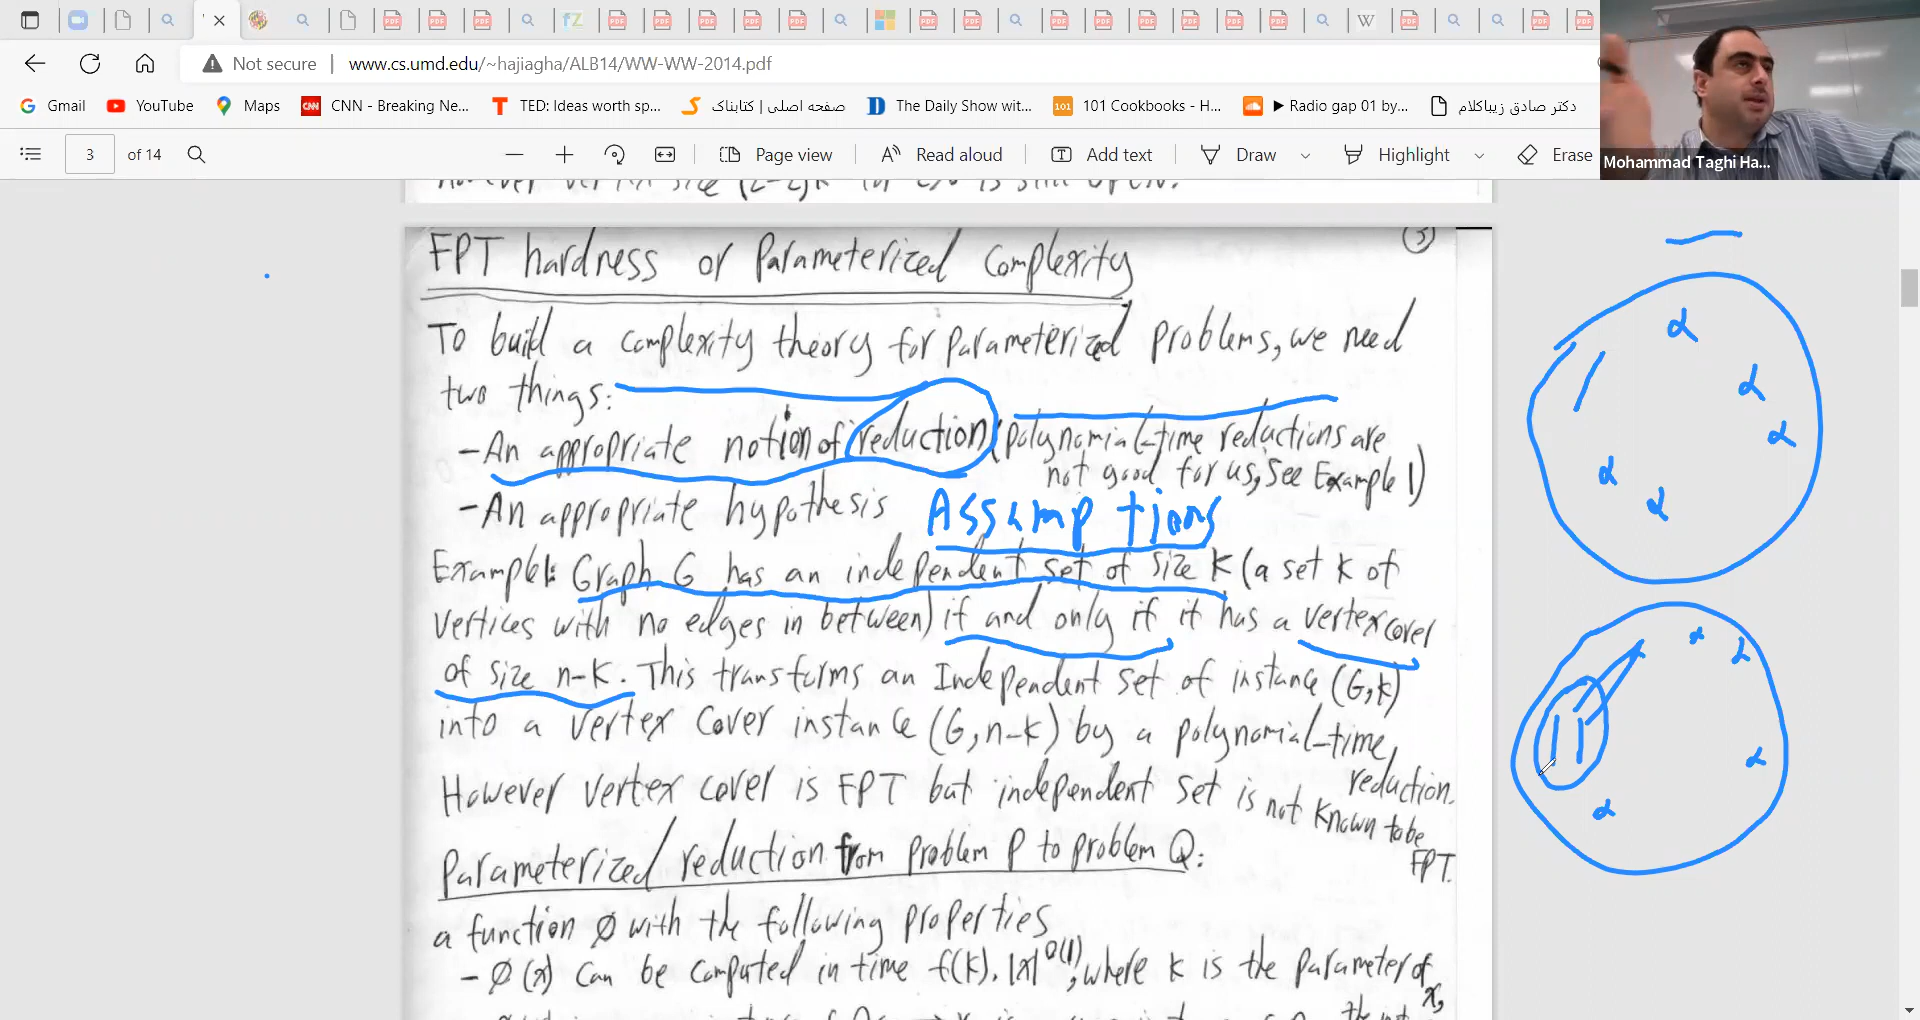 Not secure www.cs.umd.edu/~hajiagha/ALB14/WW-WW-2014.pdf
Gmail YouTube Maps CNN - Breaking Ne... TED: Ideas worth sp... صفحه اصلی | کتابناک The Daily Show wit... 101 Cookbooks - H... Radio gap 01 by... دکتر صادق زیباکلام
3 of 14 Page view Read aloud Add text Draw Highlight Erase
Mohammad Taghi Ha...
FPT hardness or Parameterized Complexity
3
To build a complexity theory for parameterized problems, we need
two things:
- An appropriate notion of reduction (polynomial-time reductions are
not good for us, See Example 1)
- An appropriate hypothesis Assumptions
Example 1: Graph G has an independent set of size K (a set K of
vertices with no edges in between) if and only if it has a vertex cover
of size n-K. This transforms an Independent set of instance (G,k)
into a vertex cover instance (G, n-k) by a polynomial-time
reduction.
However vertex cover is FPT but independent set is not known to be
FPT.
Parameterized reduction from problem P to problem Q:
a function Ø with the following properties
- Ø(x) can be computed in time f(k).|x|^O(1), where k is the parameter of
x,